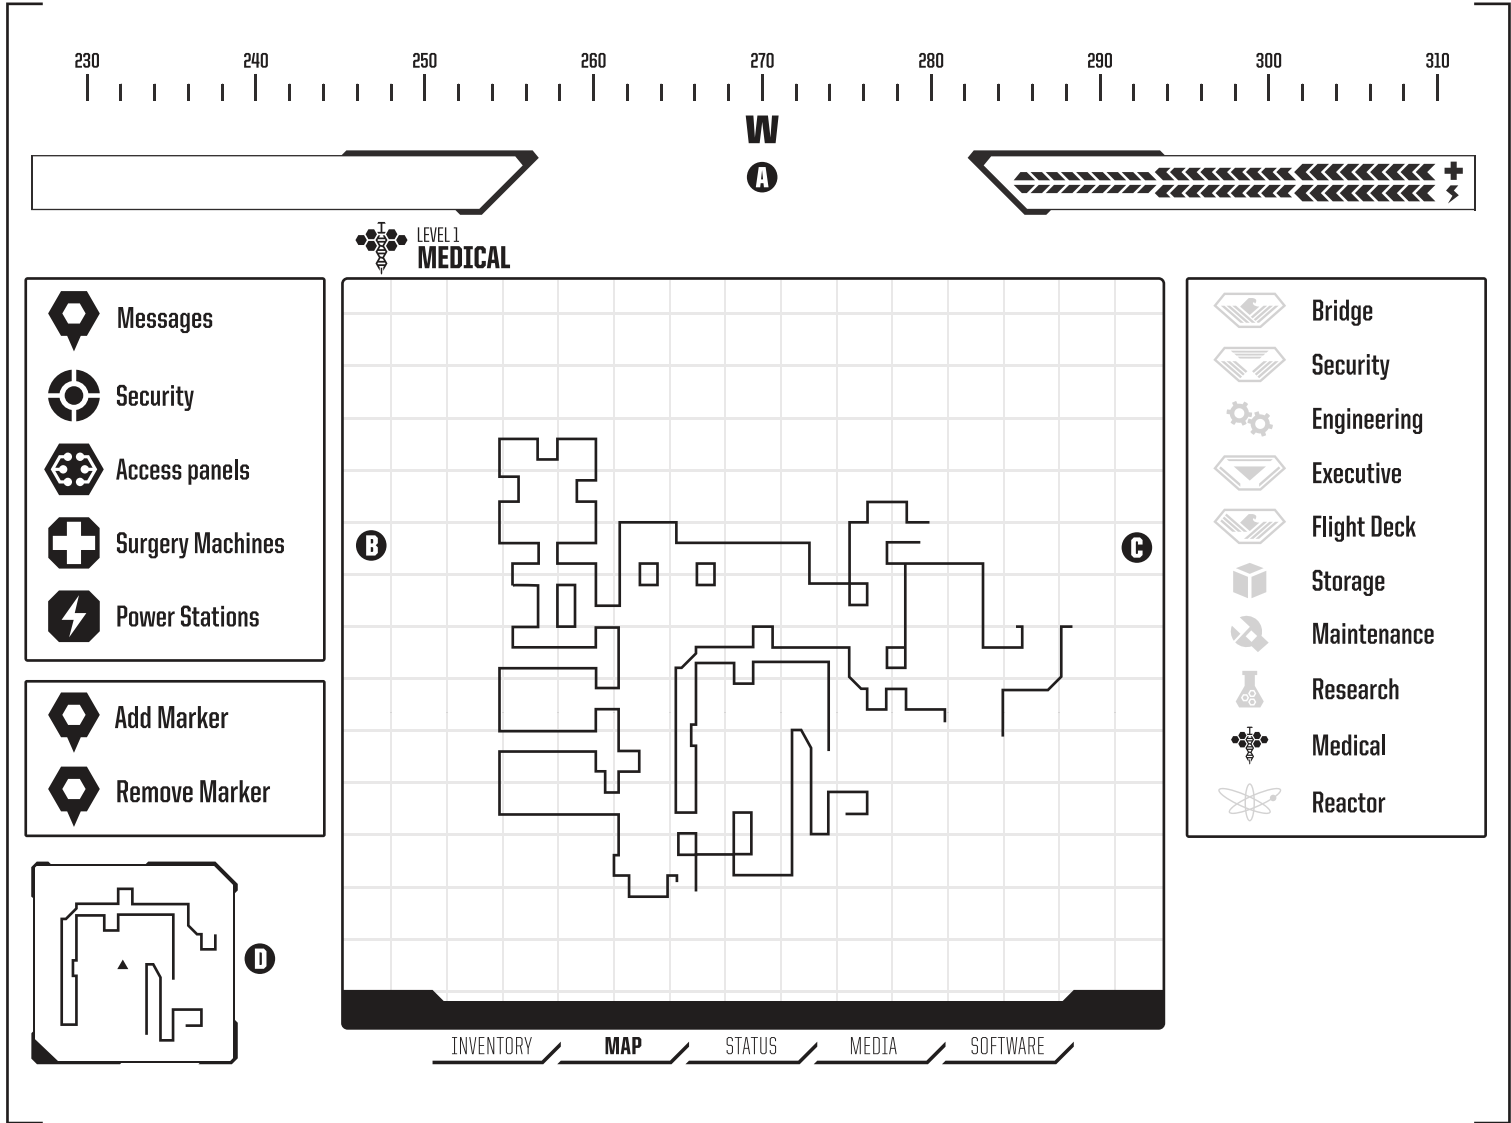 230 240 250 260 270 280 290 300 310
W
A
LEVEL 1
MEDICAL
Messages
Security
Access panels
Surgery Machines
Power Stations
Add Marker
Remove Marker
B
C
D
Bridge
Security
Engineering
Executive
Flight Deck
Storage
Maintenance
Research
Medical
Reactor
INVENTORY MAP STATUS MEDIA SOFTWARE